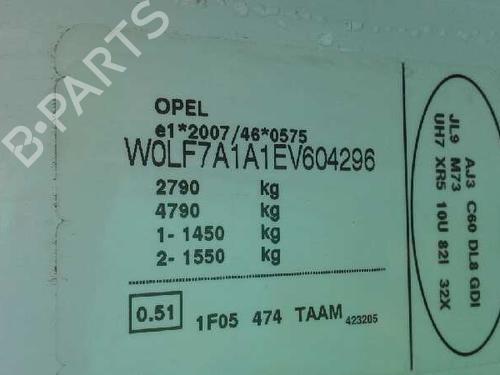 B-PARTS
OPEL
e1*2007/46*0575
W0LF7A1A1EV604296
2790 kg
4790 kg
1- 1450 kg
2- 1550 kg
0.51 1F05 474 TAAM 423205
AJ3 C60 DL8 GDI
JL9 M73 10U 82I 32X
UH7 XR5